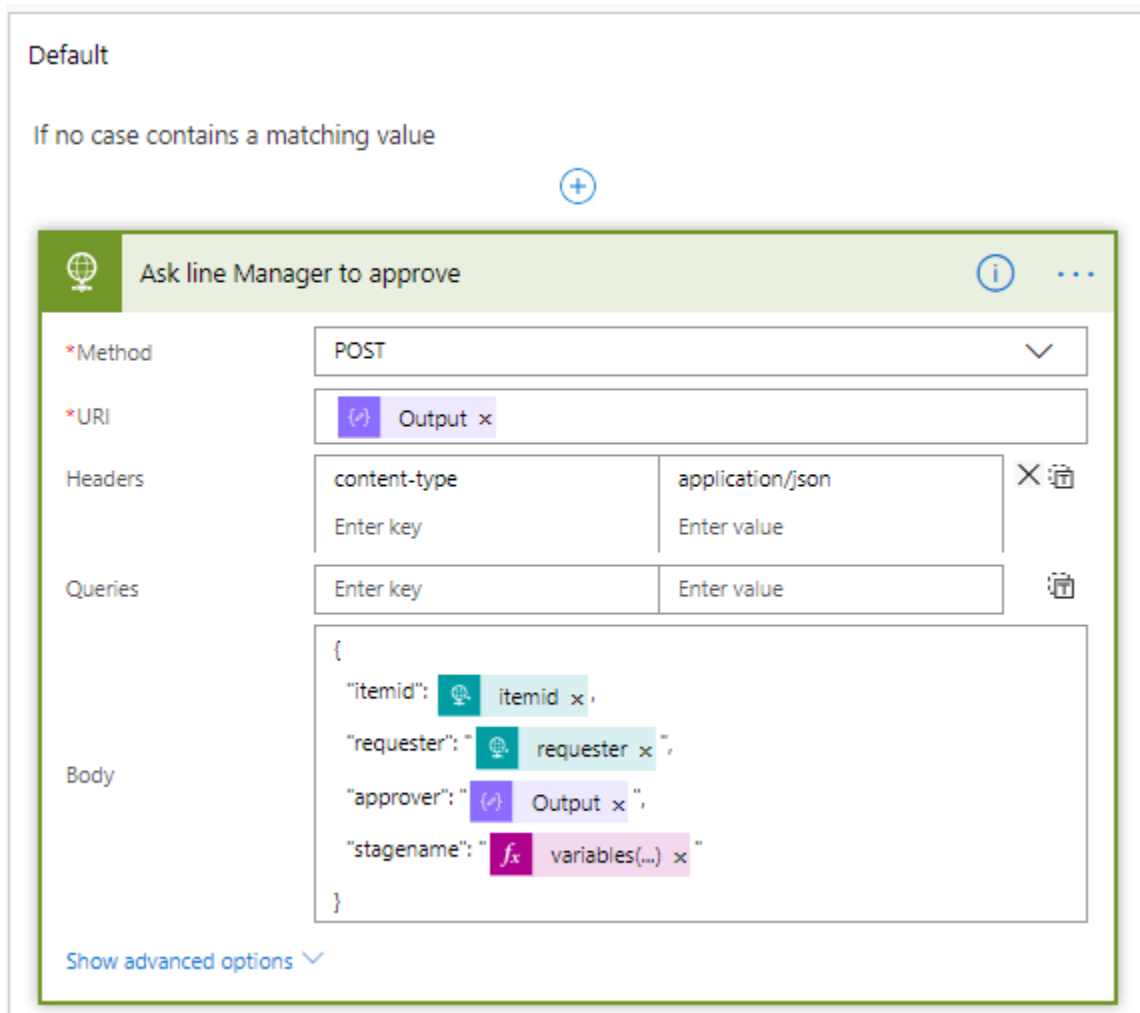 Default
If no case contains a matching value
Ask line Manager to approve
*Method POST
*URI Output ×
Headers content-type application/json
Enter key Enter value
Queries Enter key Enter value
Body
{
"itemid": itemid ×,
"requester": " requester × ",
"approver": " Output × ",
"stagename": " fx variables(...) × "
}
Show advanced options